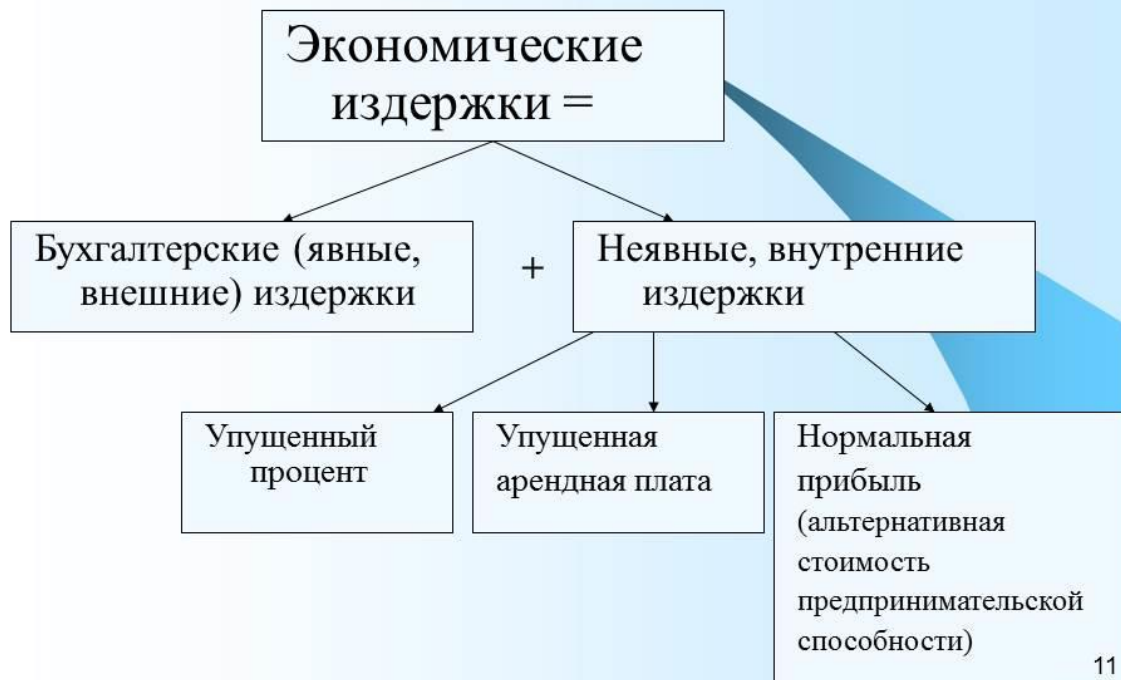 Экономические
издержки =
Бухгалтерские (явные,
внешние) издержки
+
Неявные, внутренние
издержки
Упущенный
процент
Упущенная
арендная плата
Нормальная
прибыль
(альтернативная
стоимость
предпринимательской
способности)
11